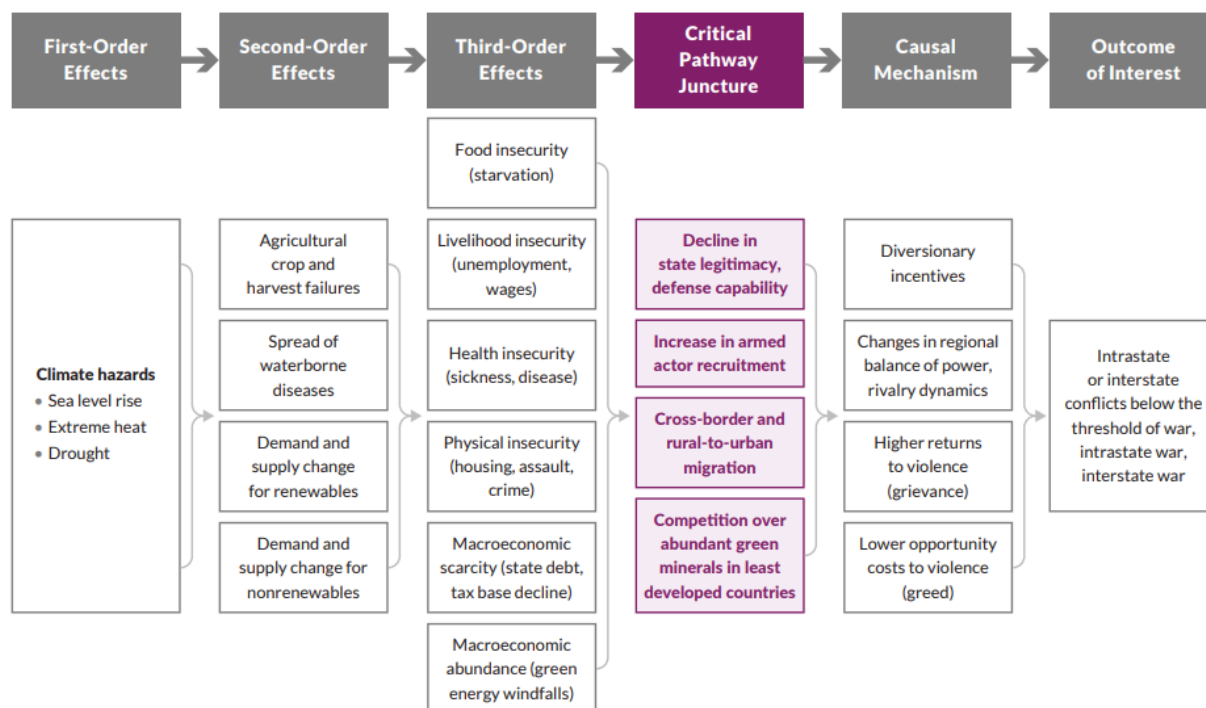 First-Order
Effects
Second-Order
Effects
Third-Order
Effects
Critical
Pathway
Juncture
Causal
Mechanism
Outcome
of Interest
Climate hazards
• Sea level rise
• Extreme heat
• Drought
Agricultural
crop and
harvest failures
Spread of
waterborne
diseases
Demand and
supply change
for renewables
Demand and
supply change for
nonrenewables
Food insecurity
(starvation)
Livelihood insecurity
(unemployment,
wages)
Health insecurity
(sickness, disease)
Physical insecurity
(housing, assault,
crime)
Macroeconomic
scarcity (state debt,
tax base decline)
Macroeconomic
abundance (green
energy windfalls)
Decline in
state legitimacy,
defense capability
Increase in armed
actor recruitment
Cross-border and
rural-to-urban
migration
Competition over
abundant green
minerals in least
developed countries
Diversionary
incentives
Changes in regional
balance of power,
rivalry dynamics
Higher returns
to violence
(grievance)
Lower opportunity
costs to violence
(greed)
Intrastate
or interstate
conflicts below the
threshold of war,
intrastate war,
interstate war